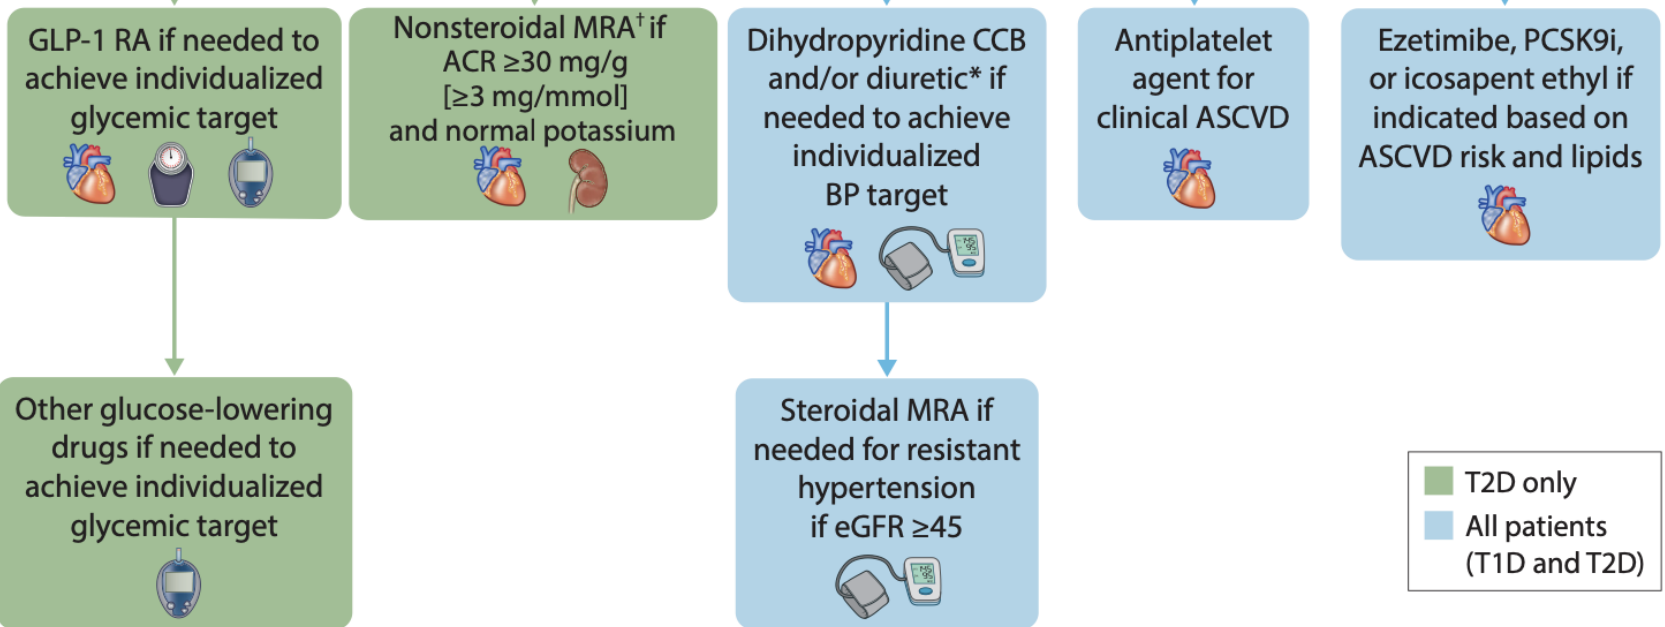 GLP-1 RA if needed to
achieve individualized
glycemic target
Nonsteroidal MRA† if
ACR ≥30 mg/g
[≥3 mg/mmol]
and normal potassium
Dihydropyridine CCB
and/or diuretic* if
needed to achieve
individualized
BP target
145
95
Antiplatelet
agent for
clinical ASCVD
Ezetimibe, PCSK9i,
or icosapent ethyl if
indicated based on
ASCVD risk and lipids
Other glucose-lowering
drugs if needed to
achieve individualized
glycemic target
Steroidal MRA if
needed for resistant
hypertension
if eGFR ≥45
145
95
T2D only
All patients
(T1D and T2D)